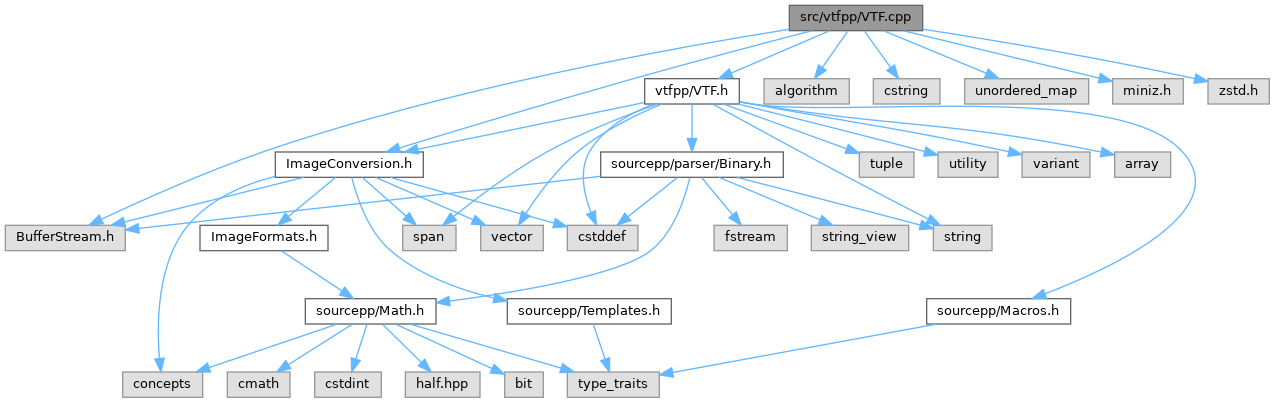 src/vtfpp/VTF.cpp
vtfpp/VTF.h
algorithm
cstring
unordered_map
miniz.h
zstd.h
ImageConversion.h
sourcepp/parser/Binary.h
tuple
utility
variant
array
BufferStream.h
ImageFormats.h
span
vector
cstddef
fstream
string_view
string
sourcepp/Math.h
sourcepp/Templates.h
sourcepp/Macros.h
concepts
cmath
cstdint
half.hpp
bit
type_traits